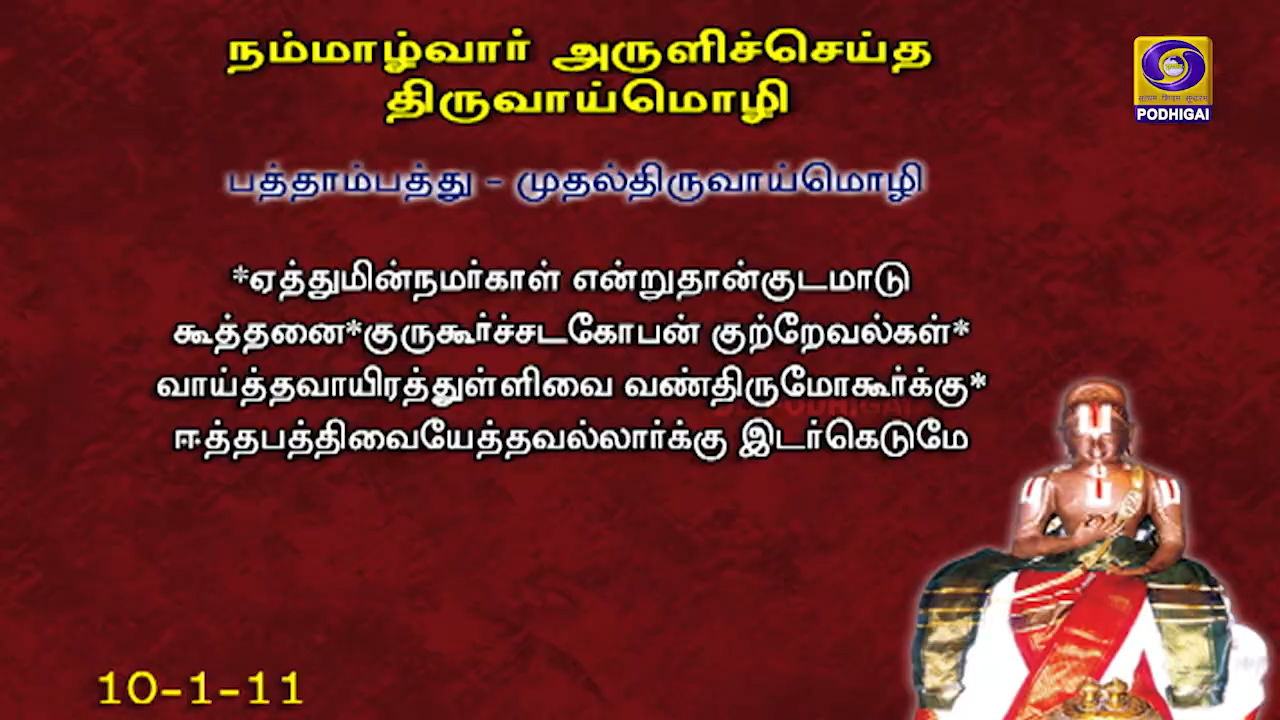 நம்மாழ்வார் அருளிச்செய்த
திருவாய்மொழி
PODHIGAI
பத்தாம்பத்து - முதல்திருவாய்மொழி
*ஏத்துமின்நமர்காள் என்றுதான்குடமாடு
கூத்தனை*குருகூர்ச்சடகோபன் குற்றேவல்கள்*
வாய்த்தவாயிரத்துள்ளிவை வண்திருமோகூர்க்கு*
ஈத்தபத்திவையேத்தவல்லார்க்கு இடர்கெடுமே
10-1-11